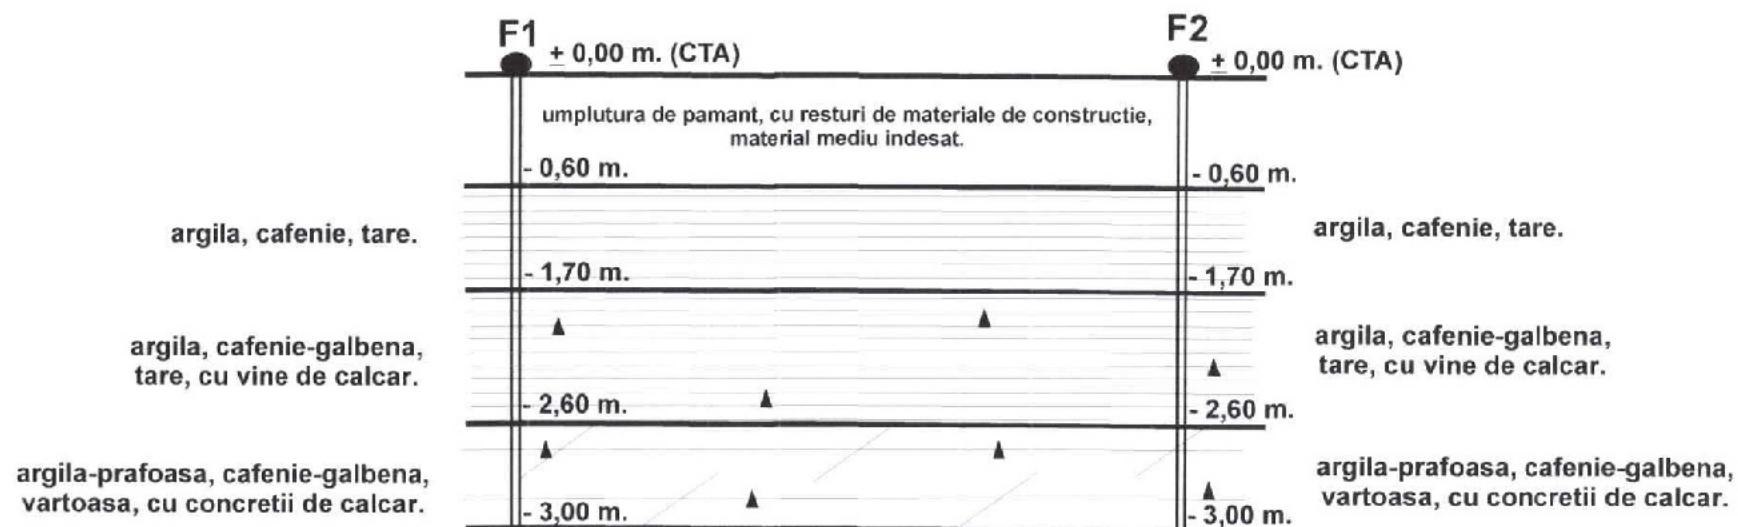 F1
± 0,00 m. (CTA)
F2
± 0,00 m. (CTA)
umplutura de pamant, cu resturi de materiale de constructie,
material mediu indesat.
- 0,60 m.
- 0,60 m.
argila, cafenie, tare.
argila, cafenie, tare.
- 1,70 m.
- 1,70 m.
argila, cafenie-galbena,
tare, cu vine de calcar.
argila, cafenie-galbena,
tare, cu vine de calcar.
- 2,60 m.
- 2,60 m.
argila-prafoasa, cafenie-galbena,
vartoasa, cu concretii de calcar.
argila-prafoasa, cafenie-galbena,
vartoasa, cu concretii de calcar.
- 3,00 m.
- 3,00 m.